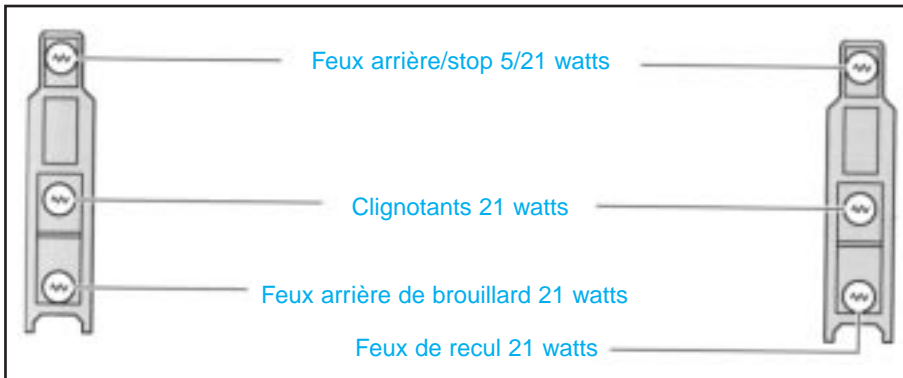 Feux arrière/stop 5/21 watts
Clignotants 21 watts
Feux arrière de brouillard 21 watts
Feux de recul 21 watts